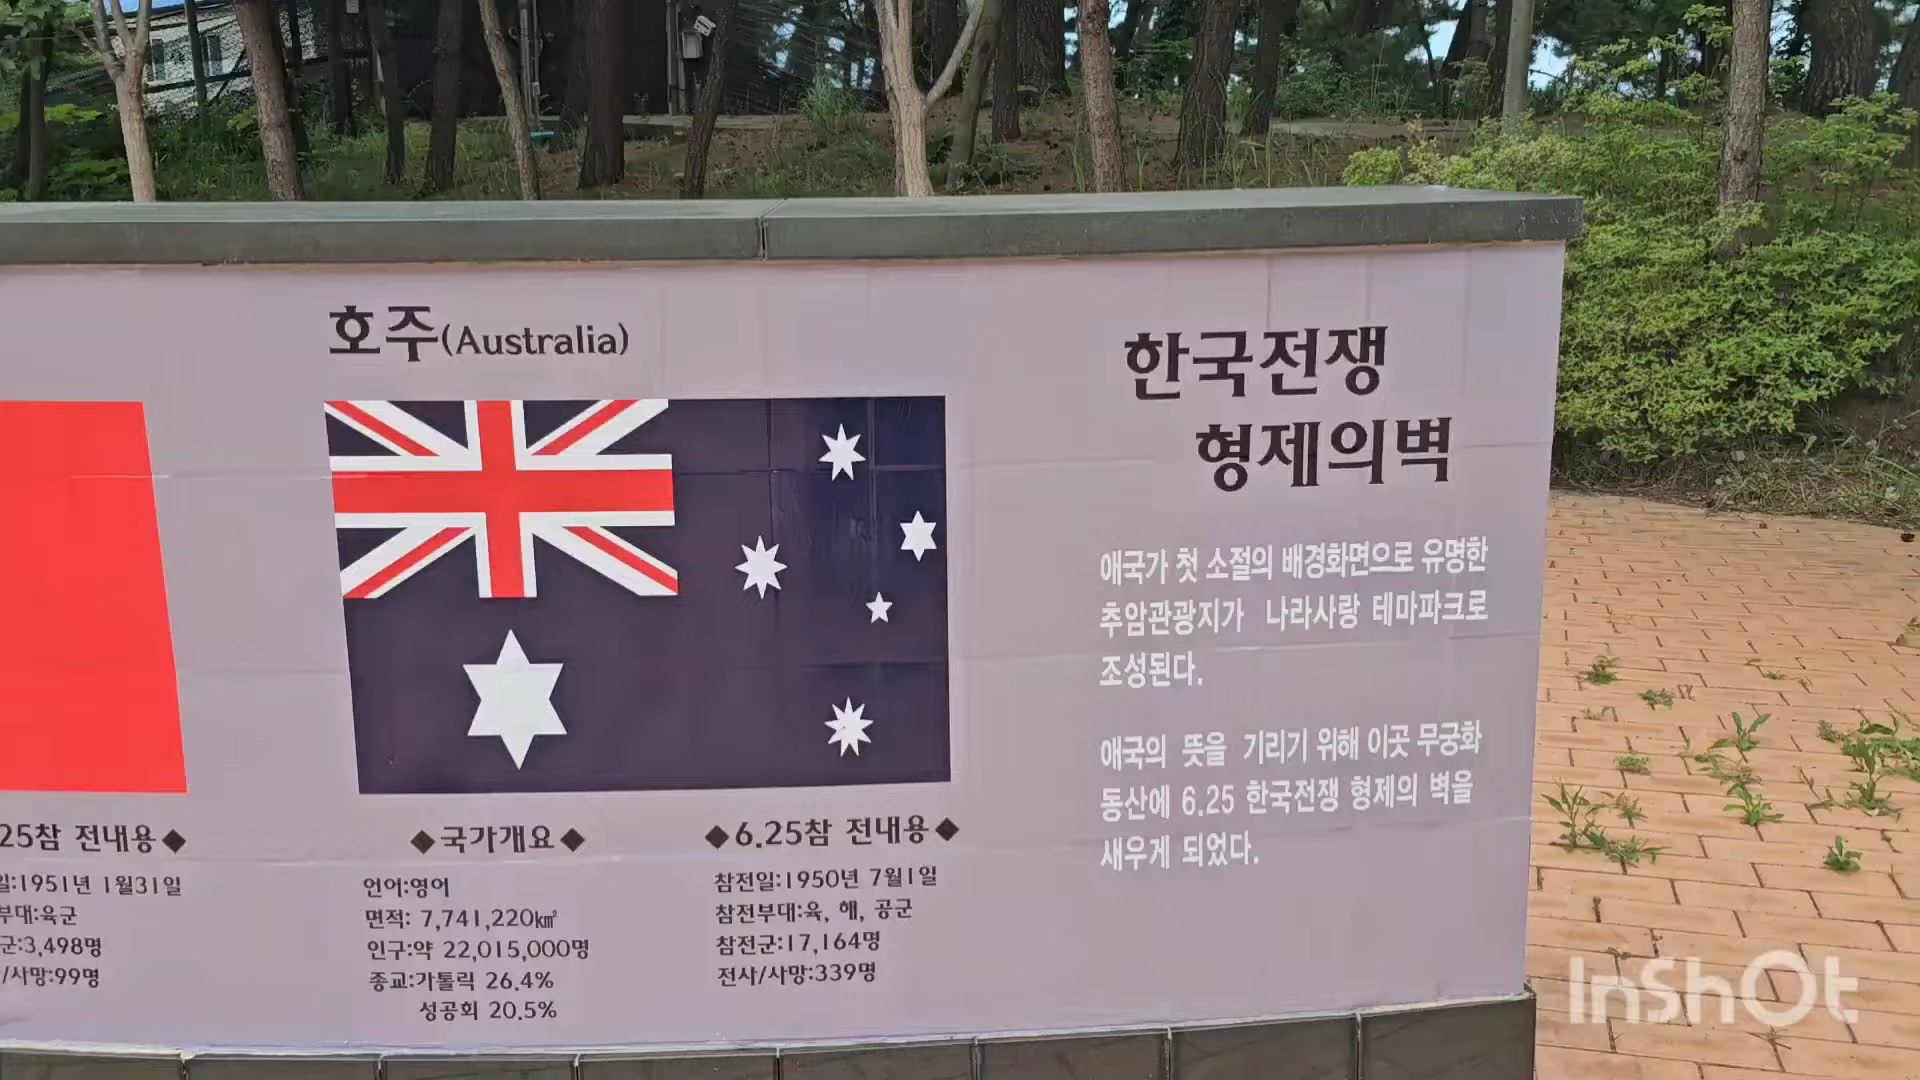 호주(Australia)
한국전쟁
형제의벽
애국가 첫 소절의 배경화면으로 유명한
추암관광지가 나라사랑 테마파크로
조성된다.
애국의 뜻을 기리기 위해 이곳 무궁화
동산에 6.25 한국전쟁 형제의 벽을
새우게 되었다.
25참 전내용◆
일:1951년 1월31일
부대:육군
군:3,498명
/사망:99명
◆국가개요◆
언어:영어
면적: 7,741,220㎢
인구:약 22,015,000명
종교:가톨릭 26.4%
성공회 20.5%
◆6.25참 전내용◆
참전일:1950년 7월1일
참전부대:육, 해, 공군
참전군:17,164명
전사/사망:339명
InShOt